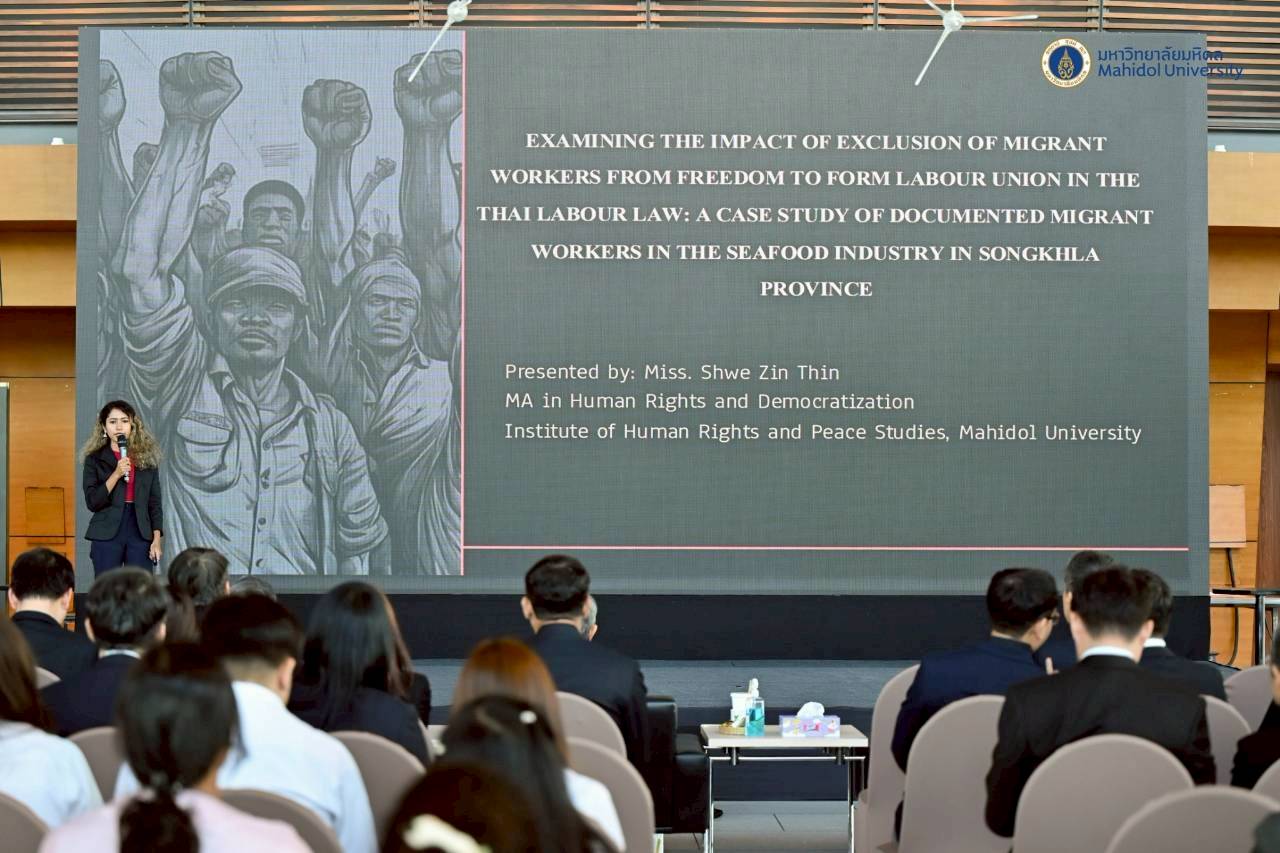 มหาวิทยาลัยมหิดล
Mahidol University
EXAMINING THE IMPACT OF EXCLUSION OF MIGRANT
WORKERS FROM FREEDOM TO FORM LABOUR UNION IN THE
THAI LABOUR LAW: A CASE STUDY OF DOCUMENTED MIGRANT
WORKERS IN THE SEAFOOD INDUSTRY IN SONGKHLA
PROVINCE
Presented by: Miss. Shwe Zin Thin
MA in Human Rights and Democratization
Institute of Human Rights and Peace Studies, Mahidol University